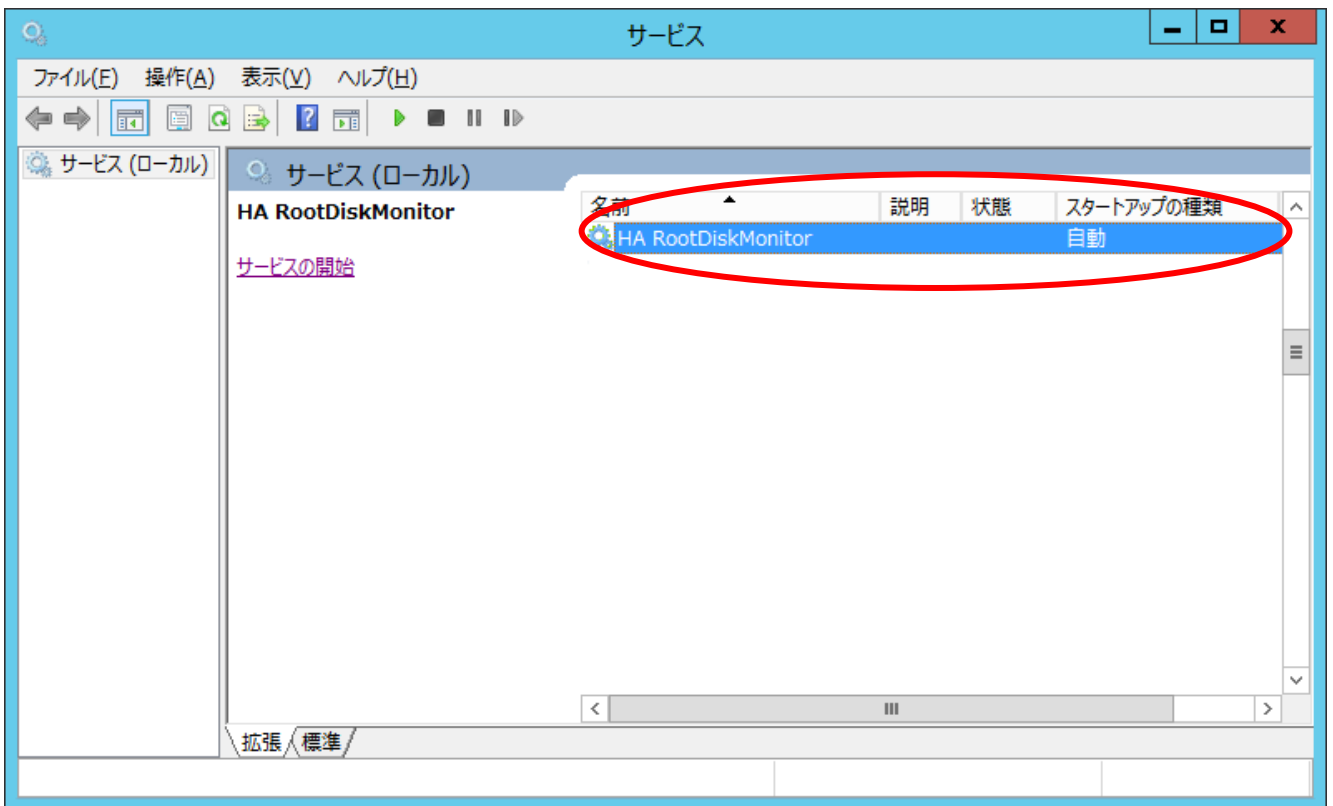 サービス
ファイル(F) 操作(A) 表示(V) ヘルプ(H)
サービス (ローカル)
サービス (ローカル)
HA RootDiskMonitor
サービスの開始
名前 説明 状態 スタートアップの種類
HA RootDiskMonitor 自動
拡張 標準